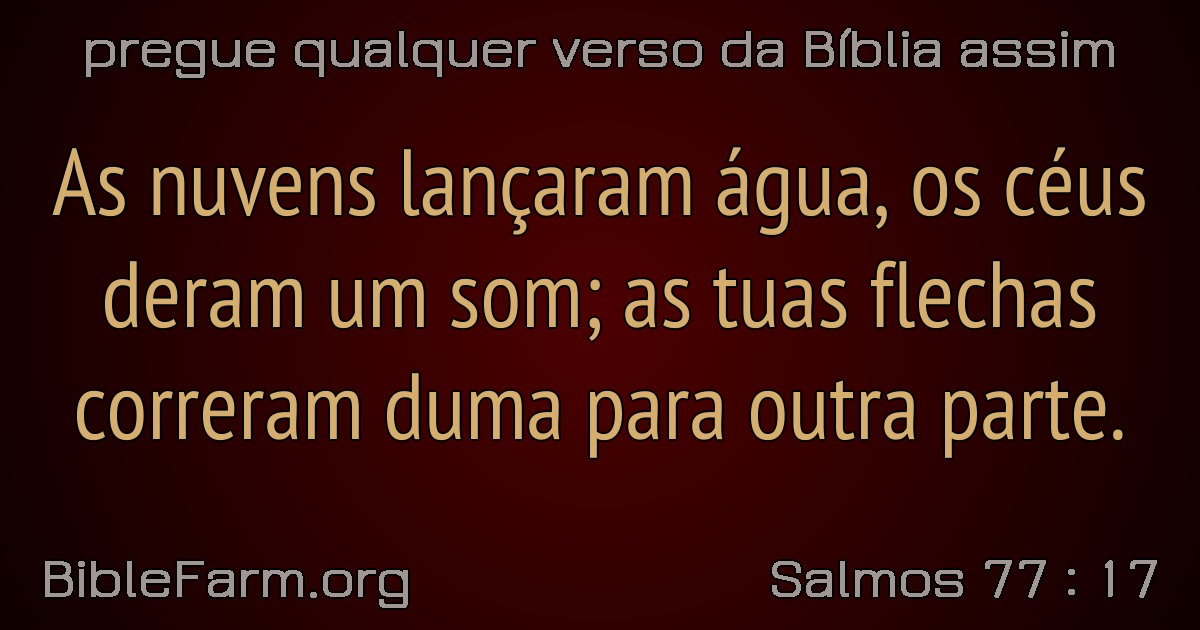 pregue qualquer verso da Bíblia assim
As nuvens lançaram água, os céus
deram um som; as tuas flechas
correram duma para outra parte.
BibleFarm.org
Salmos 77 : 17